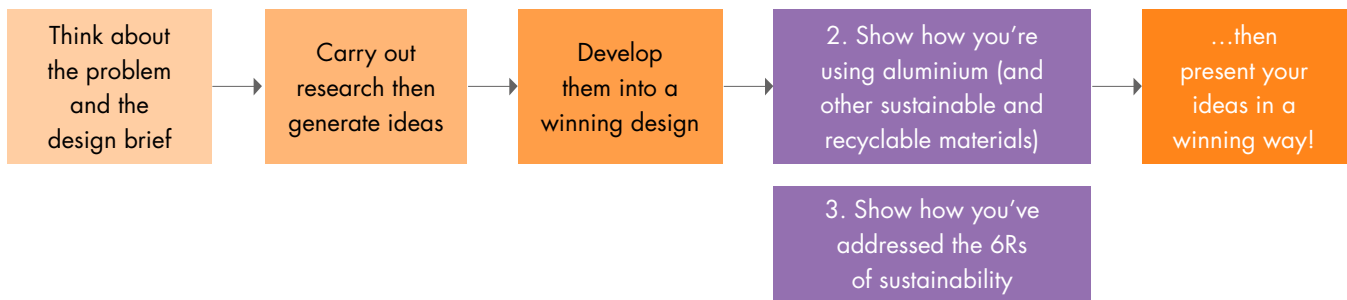 Think about
the problem
and the
design brief
Carry out
research then
generate ideas
Develop
them into a
winning design
2. Show how you’re
using aluminium (and
other sustainable and
recyclable materials)
...then
present your
ideas in a
winning way!
3. Show how you’ve
addressed the 6Rs
of sustainability